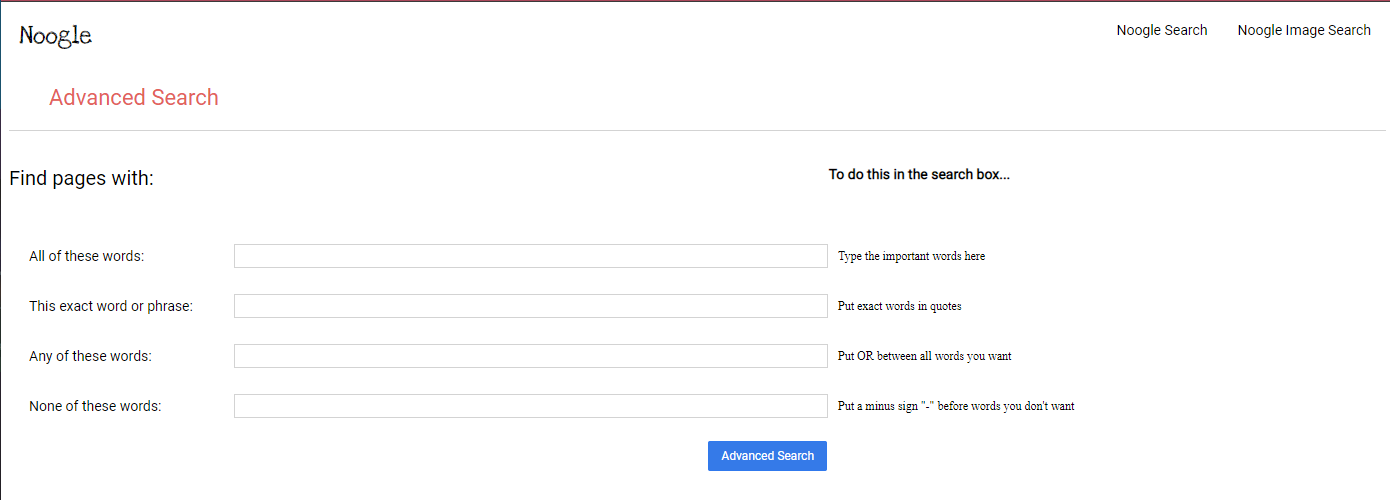 Noogle
Noogle Search
Noogle Image Search
Advanced Search
Find pages with:
To do this in the search box...
All of these words:
Type the important words here
This exact word or phrase:
Put exact words in quotes
Any of these words:
Put OR between all words you want
None of these words:
Put a minus sign "-" before words you don't want
Advanced Search